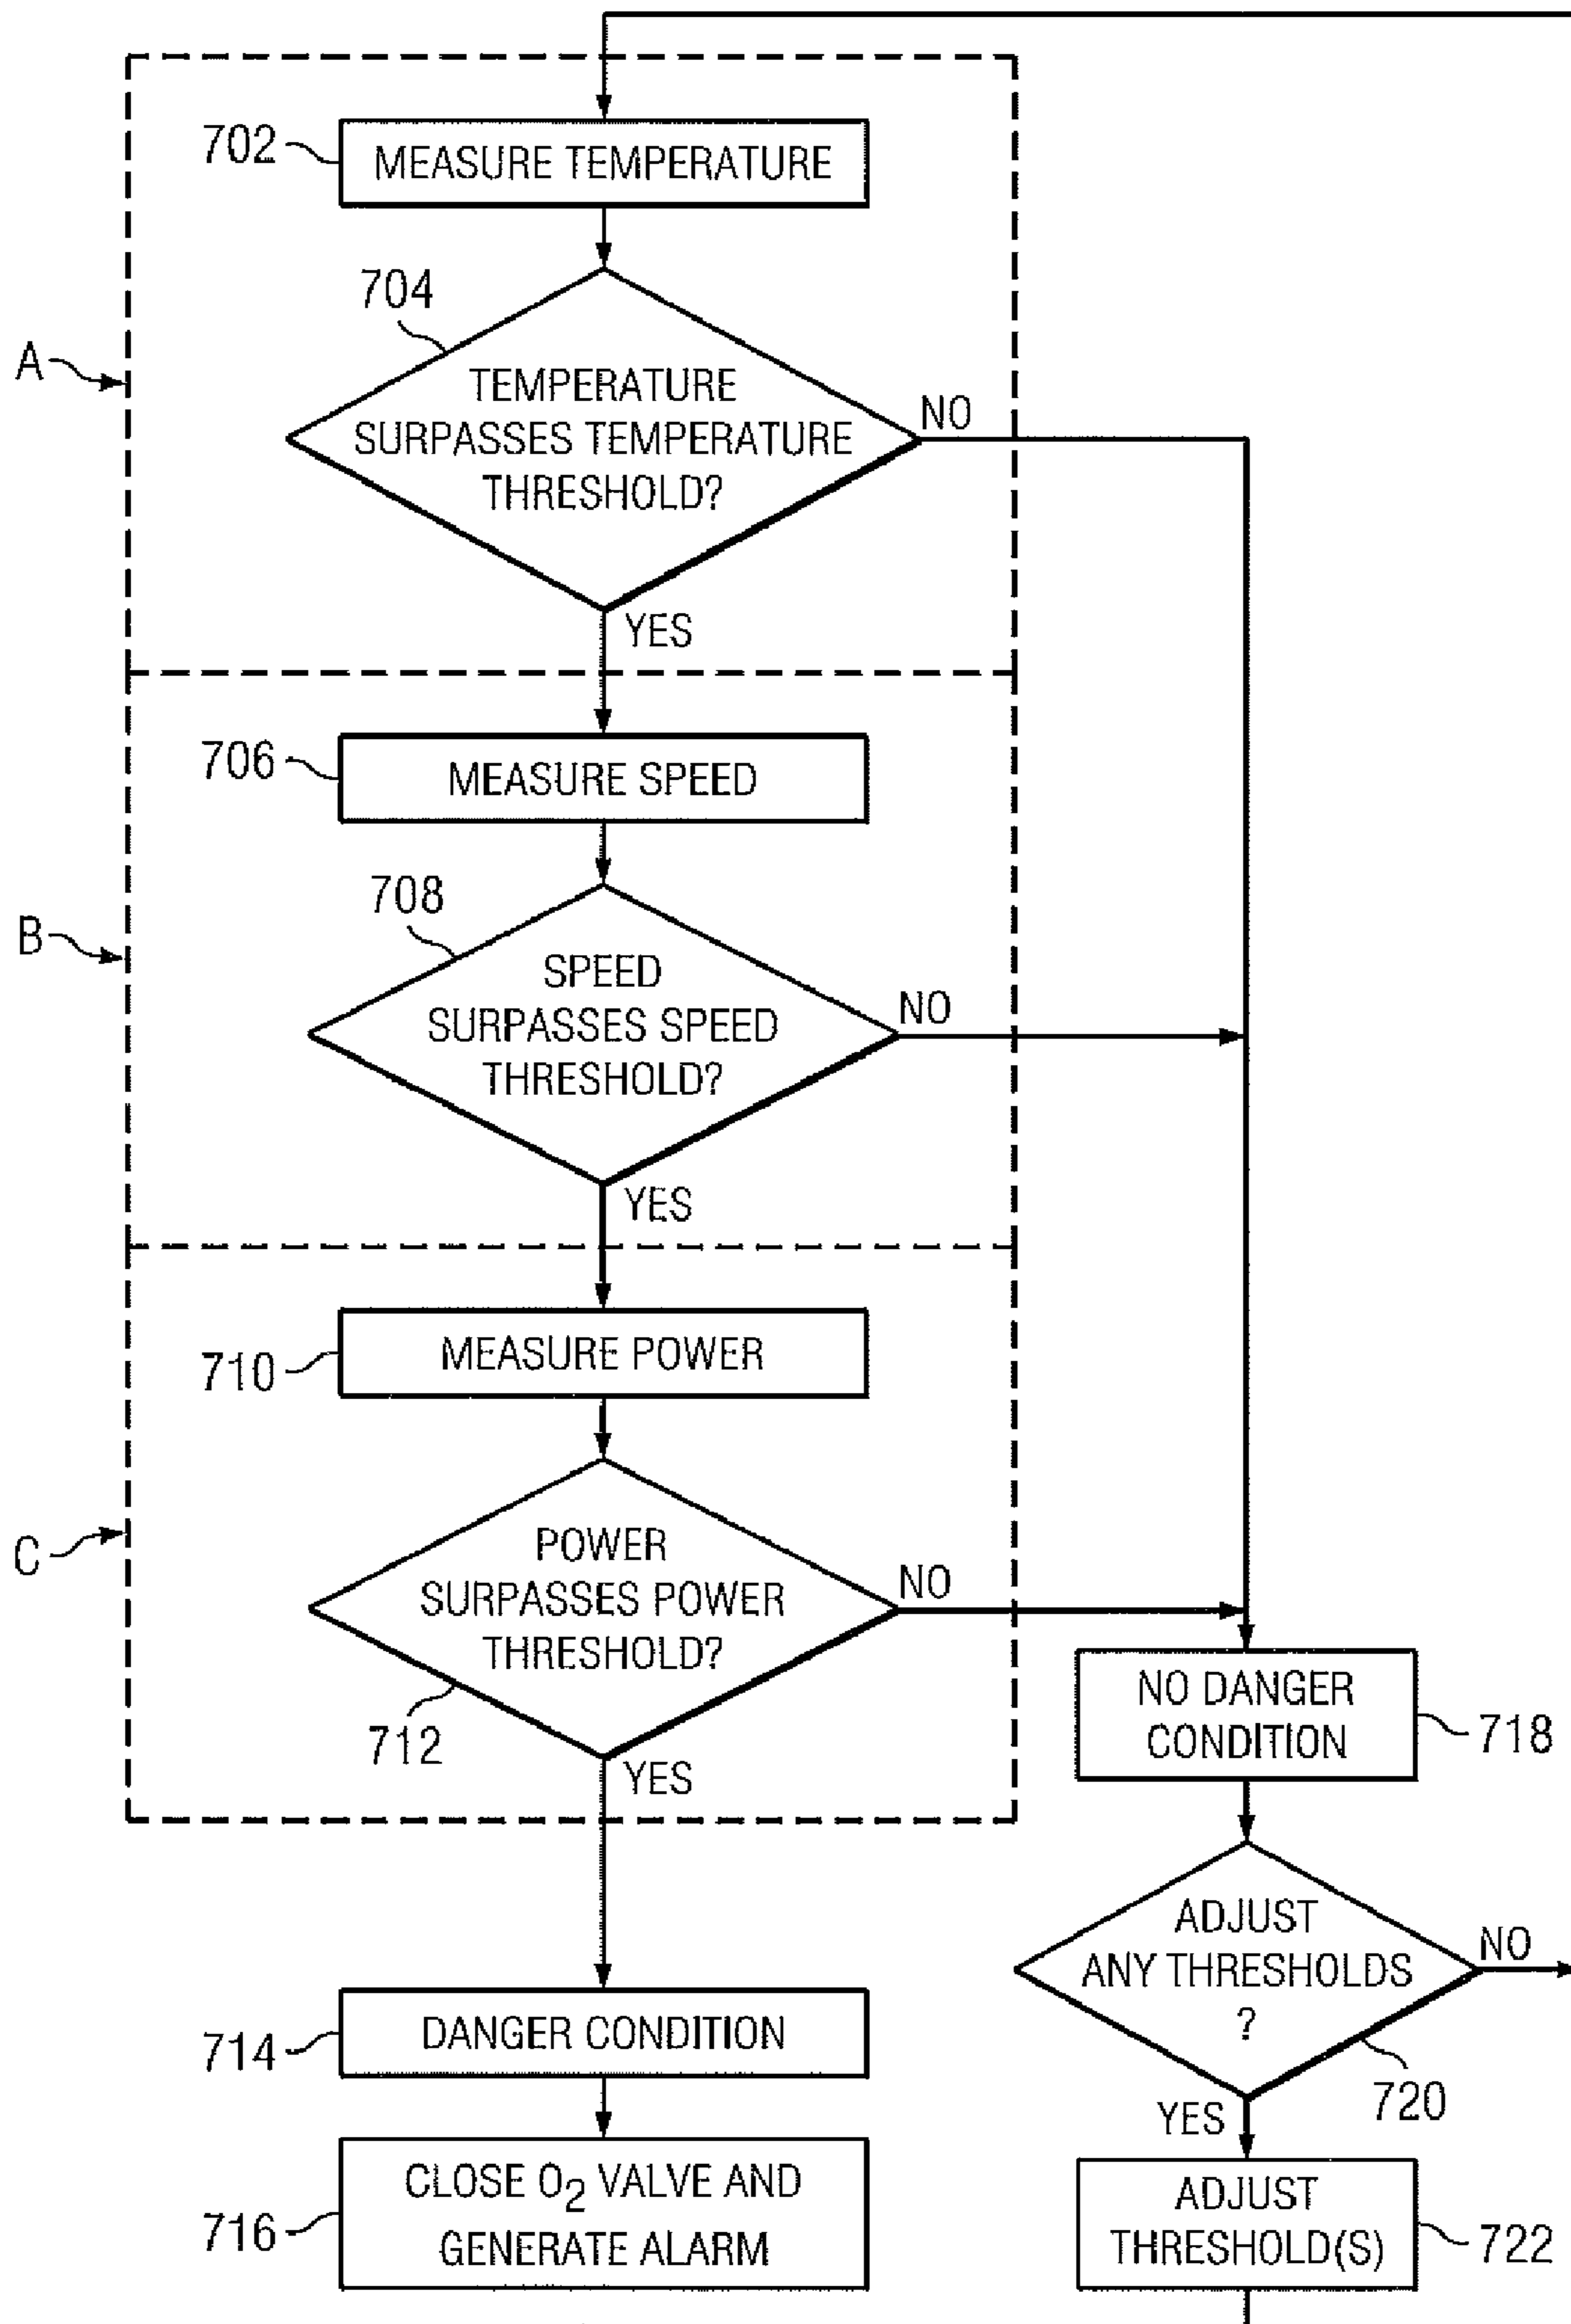 702
MEASURE TEMPERATURE
704
A
TEMPERATURE
SURPASSES TEMPERATURE
THRESHOLD?
NO
YES
706
MEASURE SPEED
708
B
SPEED
SURPASSES SPEED
THRESHOLD?
NO
YES
710
MEASURE POWER
C
POWER
SURPASSES POWER
THRESHOLD?
NO
712
YES
NO DANGER
CONDITION
718
ADJUST
ANY THRESHOLDS
?
NO
720
YES
714
DANGER CONDITION
716
CLOSE O2 VALVE AND
GENERATE ALARM
ADJUST
THRESHOLD(S)
722